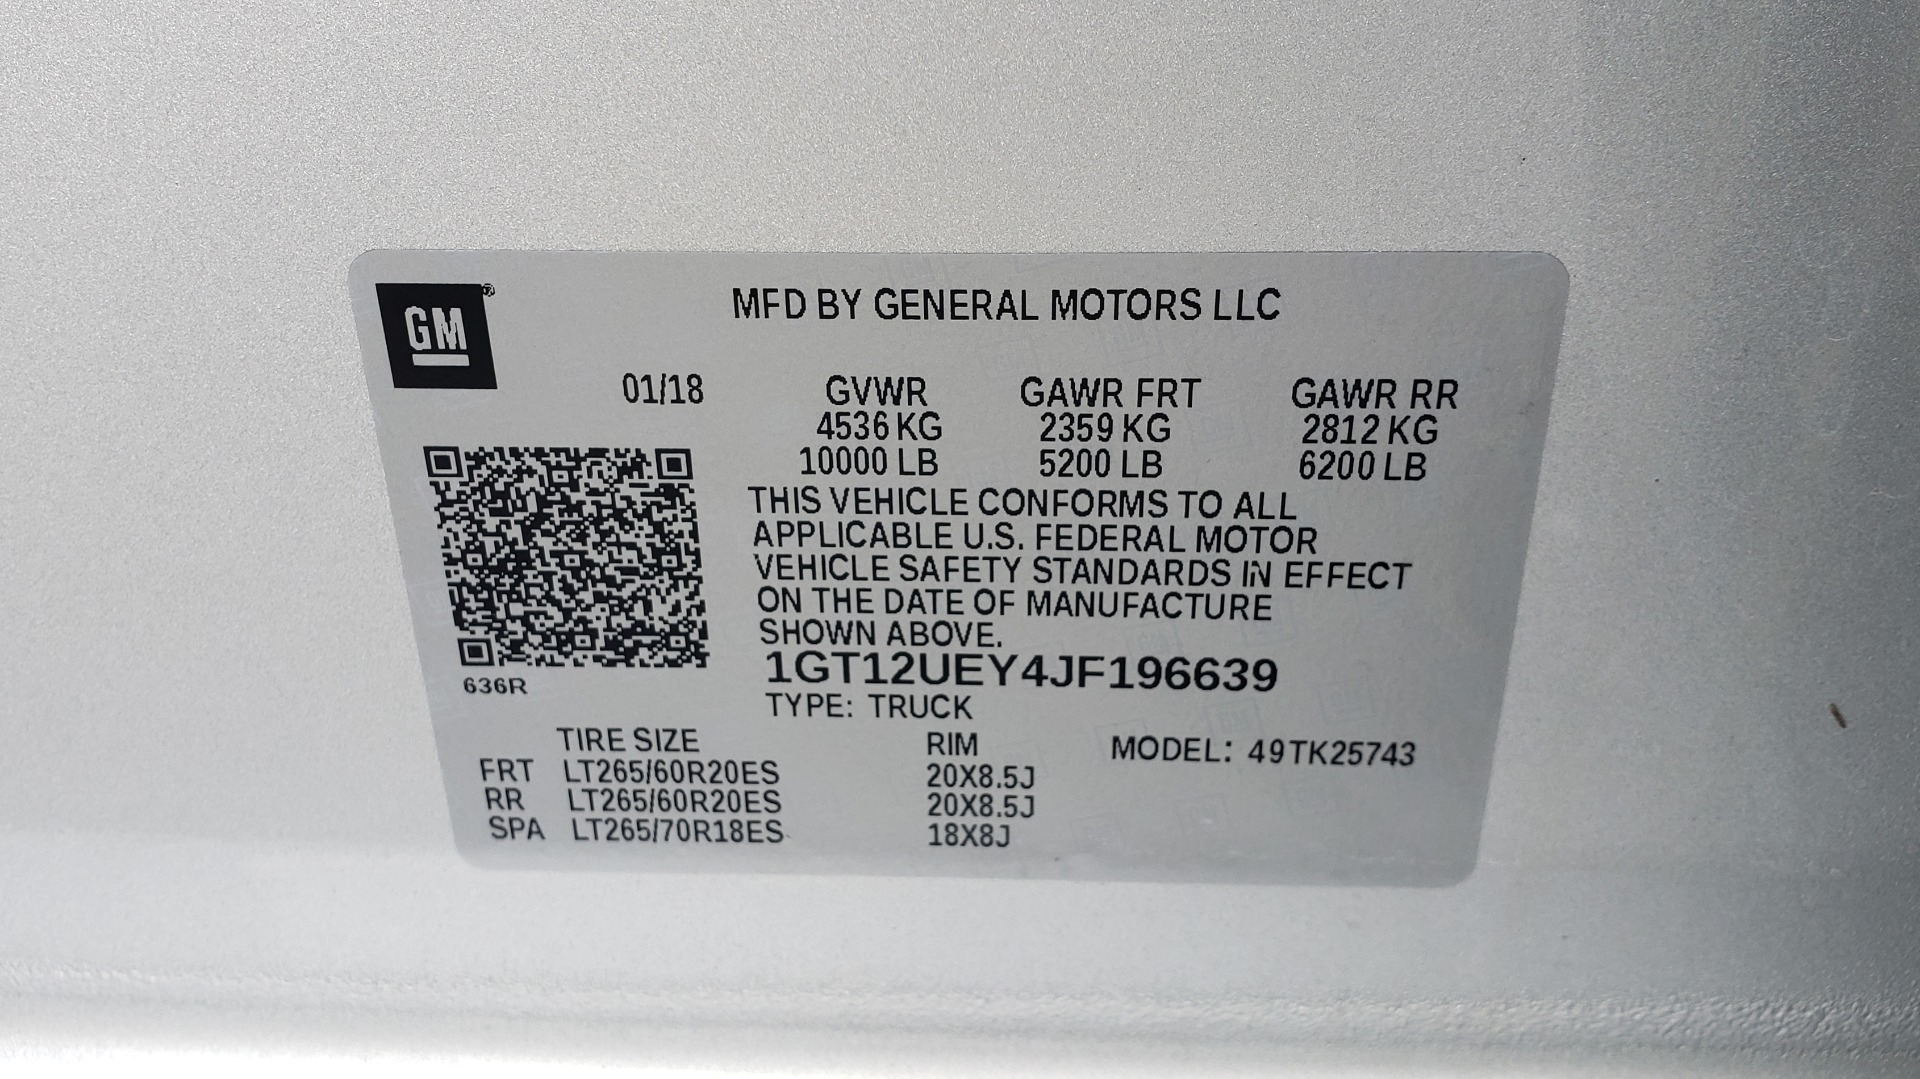 GM®
MFD BY GENERAL MOTORS LLC
01/18 GVWR GAWR FRT GAWR RR
4536 KG 2359 KG 2812 KG
10000 LB 5200 LB 6200 LB
THIS VEHICLE CONFORMS TO ALL
APPLICABLE U.S. FEDERAL MOTOR
VEHICLE SAFETY STANDARDS IN EFFECT
ON THE DATE OF MANUFACTURE
SHOWN ABOVE.
1GT12UEY4JF196639
636R
TYPE: TRUCK
TIRE SIZE RIM MODEL: 49TK25743
FRT LT265/60R20ES 20X8.5J
RR LT265/60R20ES 20X8.5J
SPA LT265/70R18ES 18X8J